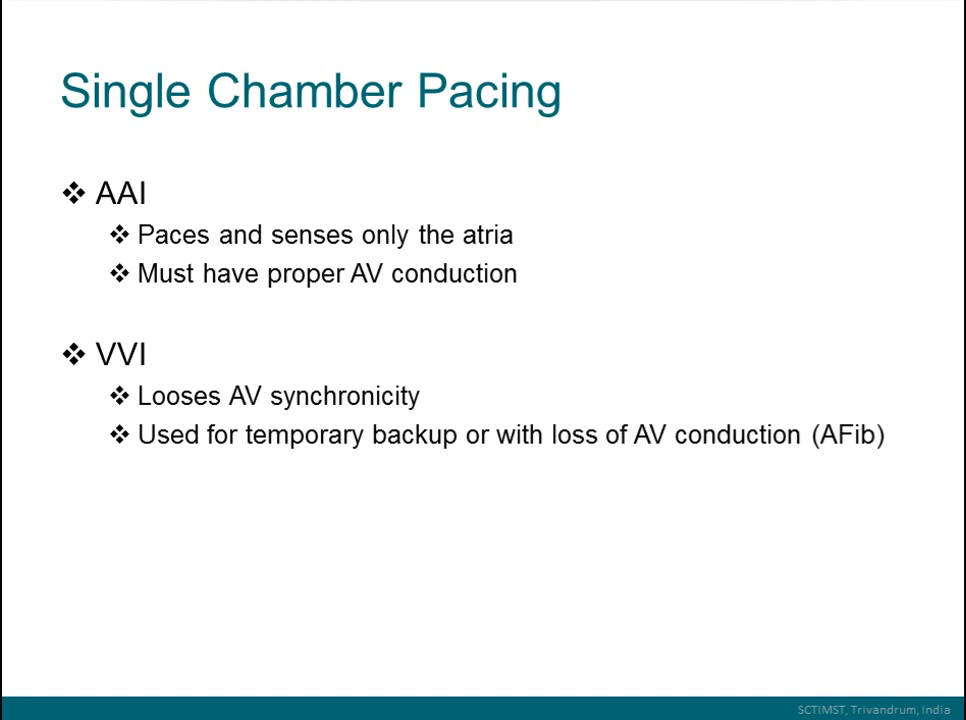 Single Chamber Pacing
❖ AAI
❖ Paces and senses only the atria
❖ Must have proper AV conduction
❖ VVI
❖ Looses AV synchronicity
❖ Used for temporary backup or with loss of AV conduction (AFib)
SCTIMST, Trivandrum, India